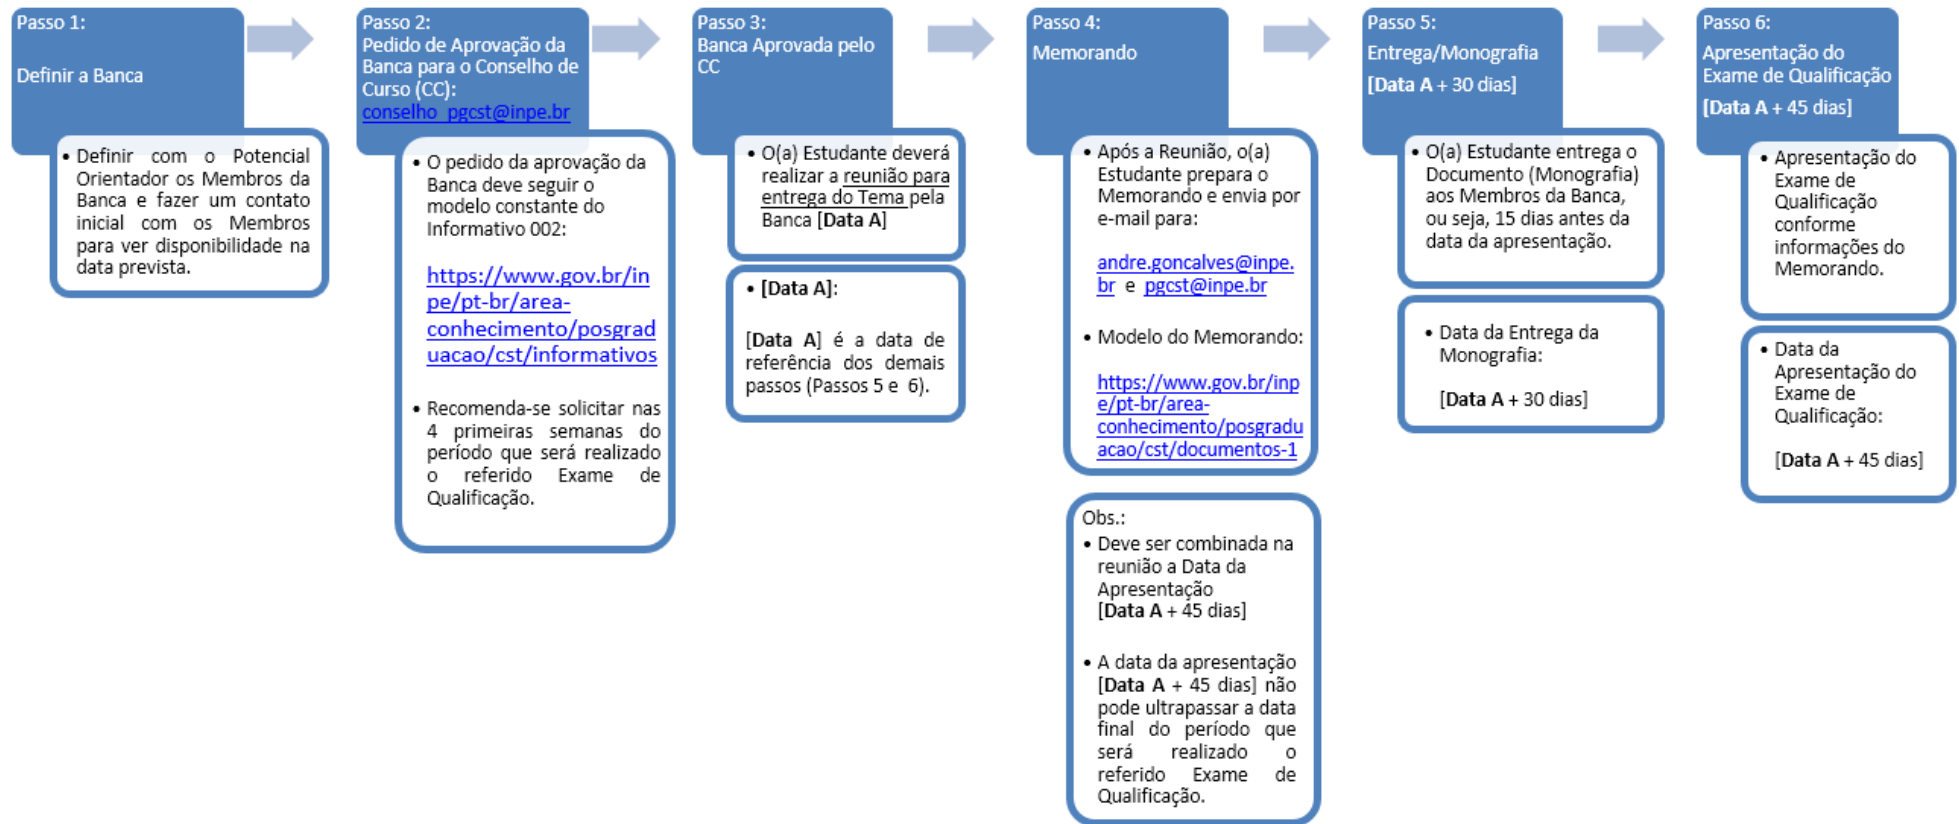 Passo 1:
Definir a Banca
• Definir com o Potencial
Orientador os Membros da
Banca e fazer um contato
inicial com os Membros
para ver disponibilidade na
data prevista.
Passo 2:
Pedido de Aprovação da
Banca para o Conselho de
Curso (CC):
conselho_pgcst@inpe.br
• O pedido da aprovação da
Banca deve seguir o
modelo constante do
Informativo 002:
https://www.gov.br/in
pe/pt-br/area-
conhecimento/posgrad
uacao/cst/informativos
• Recomenda-se solicitar nas
4 primeiras semanas do
período que será realizado
o referido Exame de
Qualificação.
Passo 3:
Banca Aprovada pelo
CC
• O(a) Estudante deverá
realizar a reunião para
entrega do Tema pela
Banca [Data A]
• [Data A]:
[Data A] é a data de
referência dos demais
passos (Passos 5 e 6).
Passo 4:
Memorando
• Após a Reunião, o(a)
Estudante prepara o
Memorando e envia por
e-mail para:
andre.goncalves@inpe.
br e pgcst@inpe.br
• Modelo do Memorando:
https://www.gov.br/inp
e/pt-br/area-
conhecimento/posgradu
acao/cst/documentos-1
Obs.:
• Deve ser combinada na
reunião a Data da
Apresentação
[Data A + 45 dias]
• A data da apresentação
[Data A + 45 dias] não
pode ultrapassar a data
final do período que
será realizado o
referido Exame de
Qualificação.
Passo 5:
Entrega/Monografia
[Data A + 30 dias]
• O(a) Estudante entrega o
Documento (Monografia)
aos Membros da Banca,
ou seja, 15 dias antes da
data da apresentação.
• Data da Entrega da
Monografia:
[Data A + 30 dias]
Passo 6:
Apresentação do
Exame de Qualificação
[Data A + 45 dias]
• Apresentação do
Exame de
Qualificação
conforme
informações do
Memorando.
• Data da
Apresentação do
Exame de
Qualificação:
[Data A + 45 dias]